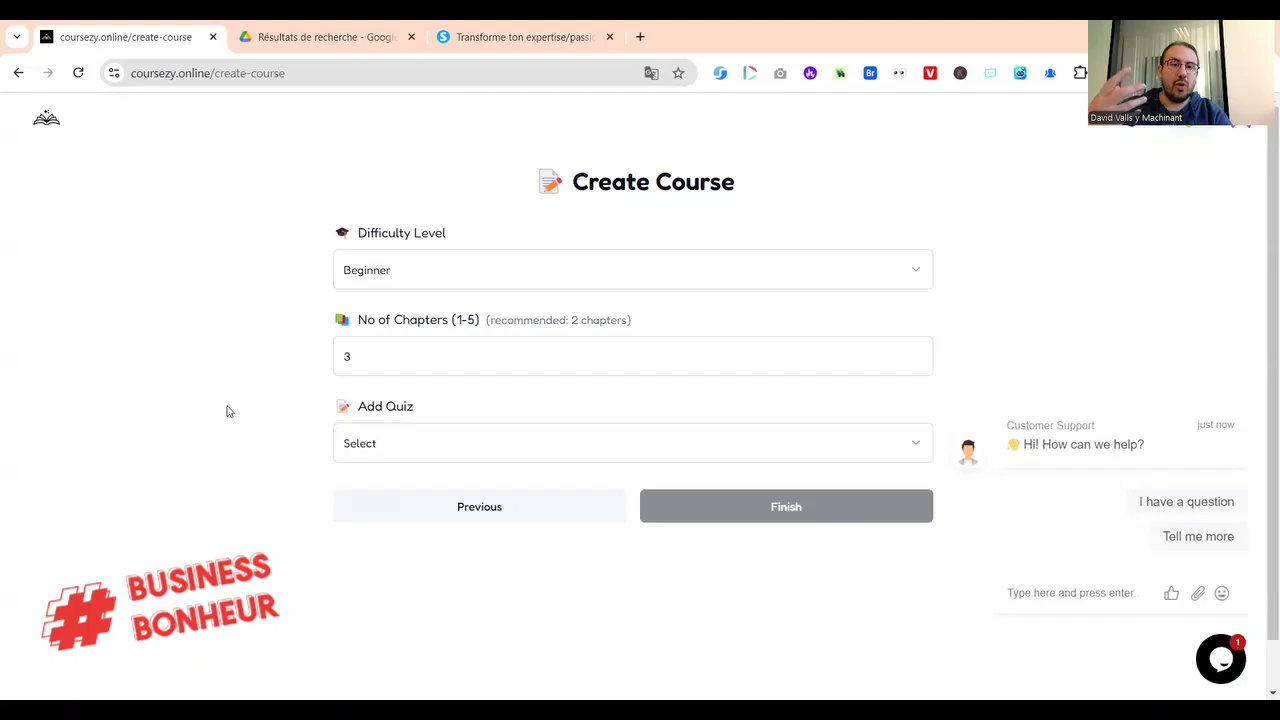 coursezy.online/create-course
Résultats de recherche - Google
Transforme ton expertise/passi
coursezy.online/create-course
Br
V
K
David Valls y Machinant
Create Course
Difficulty Level
Beginner
No of Chapters (1-5) (recommended: 2 chapters)
3
Add Quiz
Select
Previous
Finish
Customer Support
just now
👋 Hi! How can we help?
I have a question
Tell me more
Type here and press enter..
1
# BUSINESS
BONHEUR